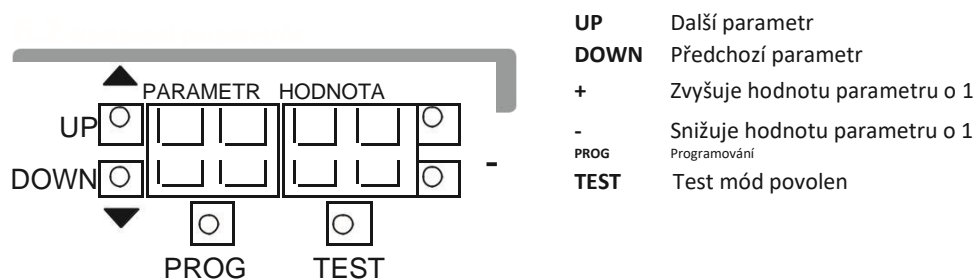 PARAMETR HODNOTA
UP
DOWN
-
PROG TEST
UP Další parametr
DOWN Předchozí parametr
+ Zvyšuje hodnotu parametru o 1
- Snižuje hodnotu parametru o 1
PROG Programování
TEST Test mód povolen